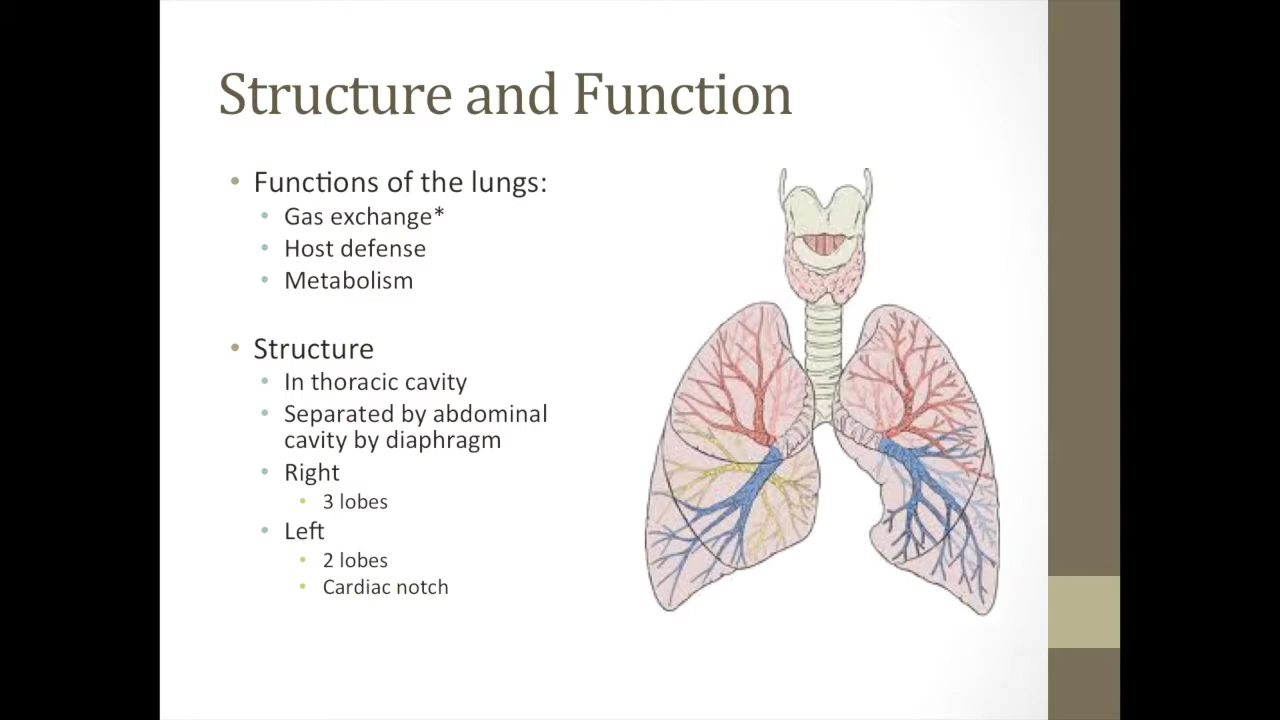 Structure and Function
• Functions of the lungs:
• Gas exchange*
• Host defense
• Metabolism
• Structure
• In thoracic cavity
• Separated by abdominal
cavity by diaphragm
• Right
• 3 lobes
• Left
• 2 lobes
• Cardiac notch